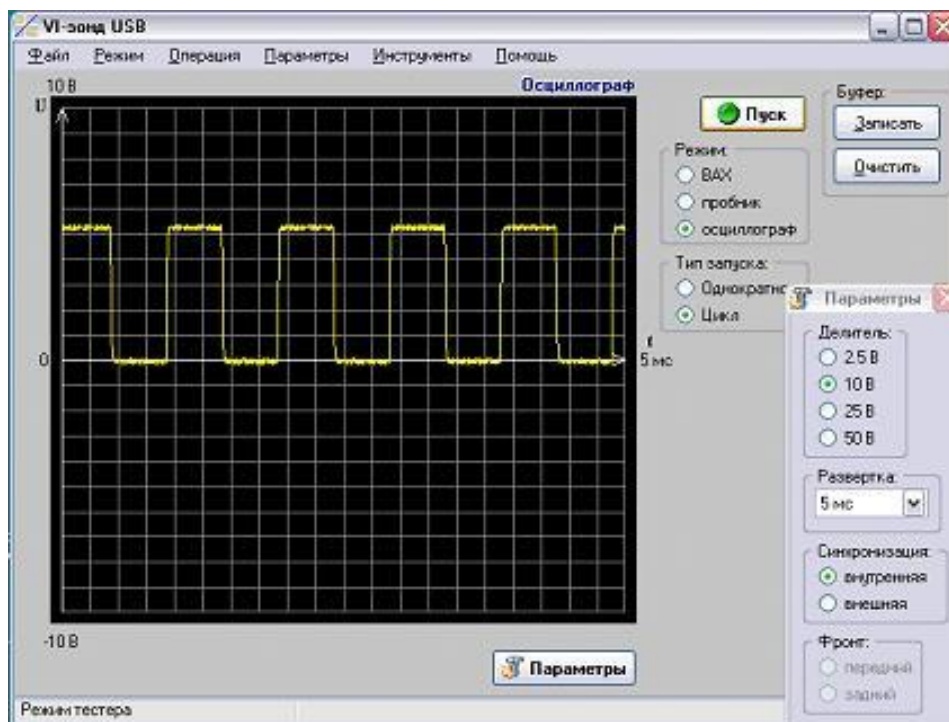 VI-зонд USB
Файл Режим Операция Параметры Инструменты Помощь
10 В
U
Осциллограф
0
t
5 мс
-10 В
Пуск
Буфер:
Записать
Очистить
Режим:
ВАХ
пробник
осциллограф
Тип запуска:
Однократно
Цикл
Параметры
Делитель:
2.5 В
10 В
25 В
50 В
Развертка:
5 мс
Синхронизация:
внутренняя
внешняя
Фронт:
передний
задний
Параметры
Режим тестера